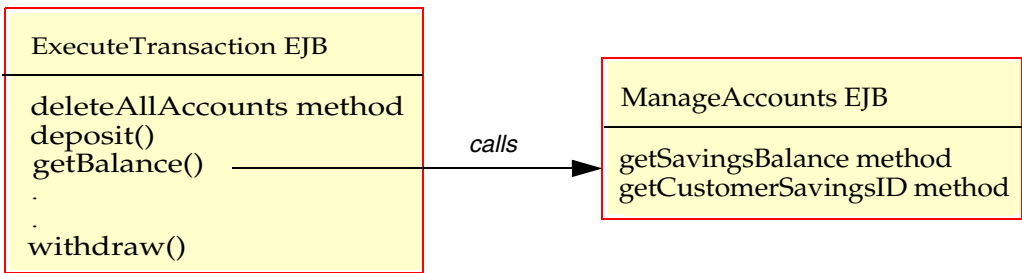 ExecuteTransaction EJB
deleteAllAccounts method
deposit()
getBalance()
.
.
withdraw()
calls
ManageAccounts EJB
getSavingsBalance method
getCustomerSavingsID method